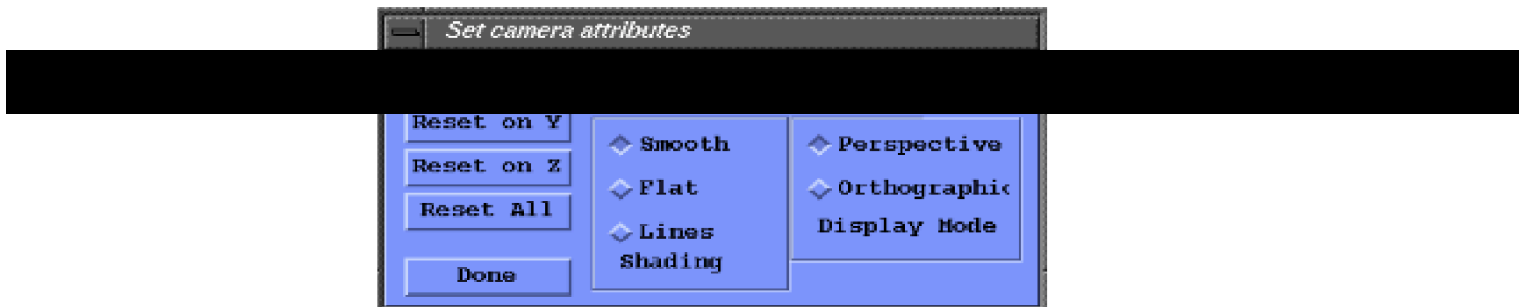 Set camera attributes
Reset on Y
Reset on Z
Reset All
Done
Smooth
Flat
Lines
Shading
Perspective
Orthographic
Display Mode